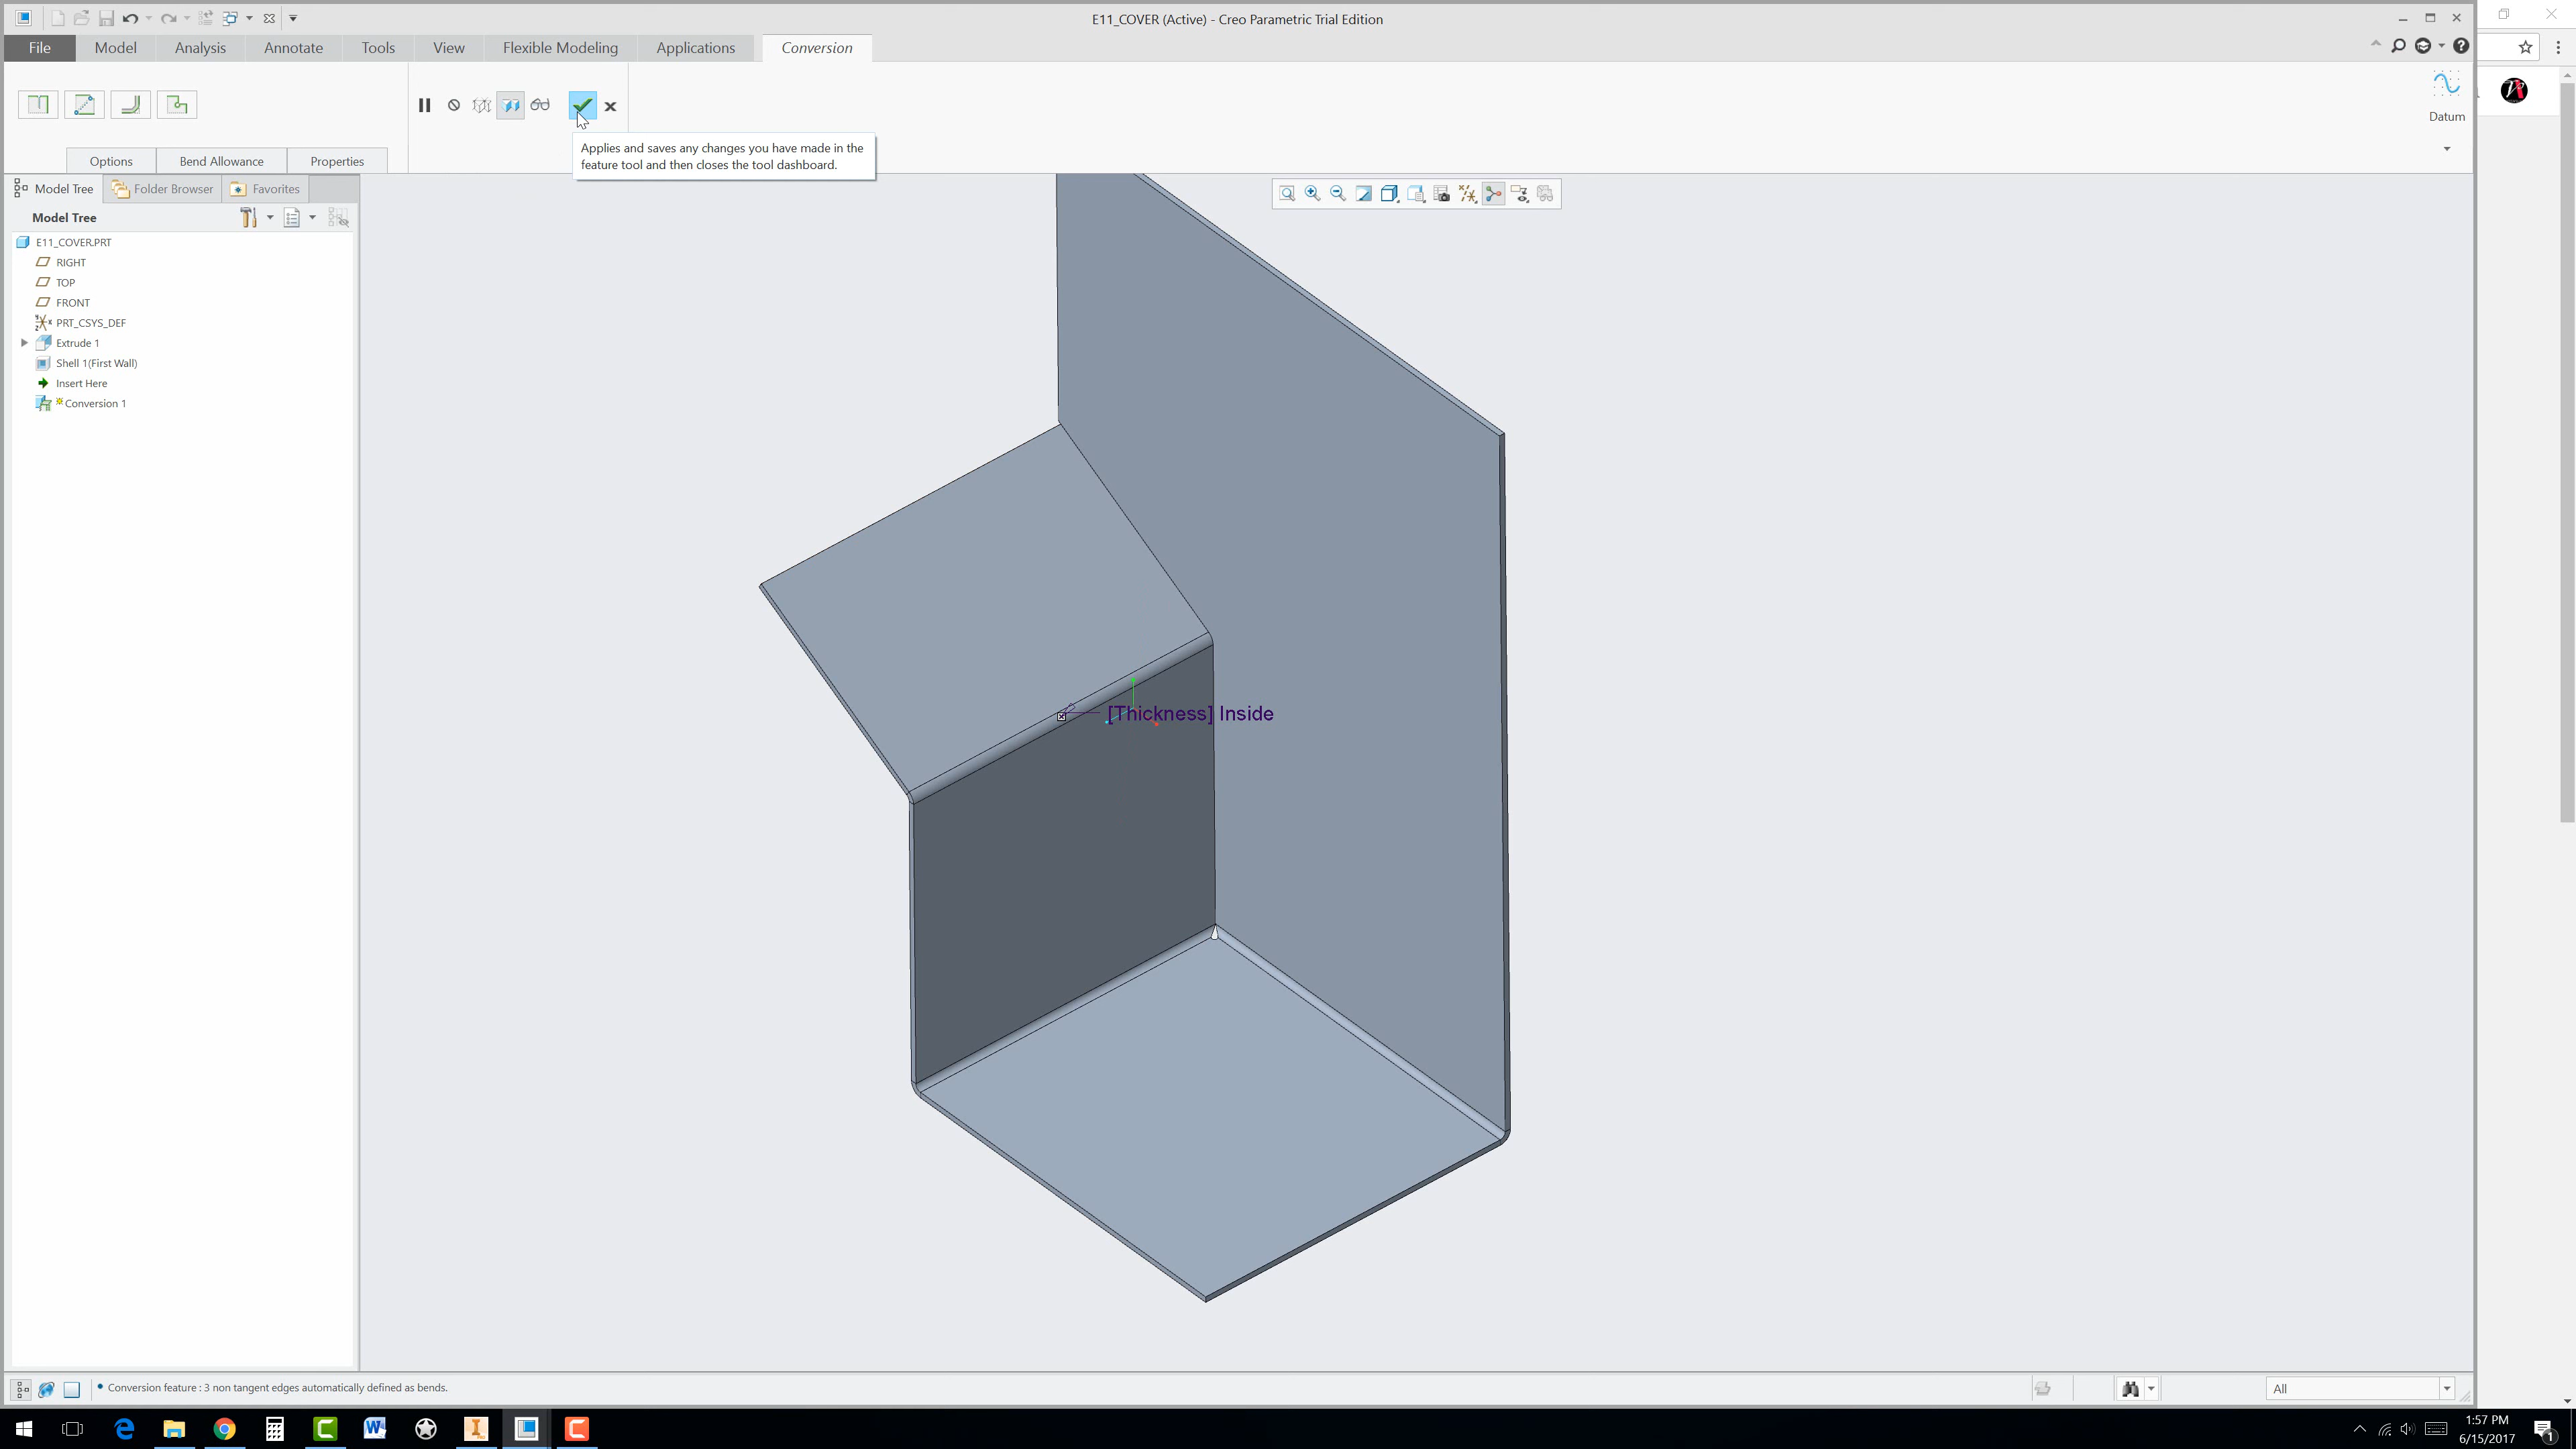 E11_COVER (Active) - Creo Parametric Trial Edition
File Model Analysis Annotate Tools View Flexible Modeling Applications Conversion
Datum
Options Bend Allowance Properties
Applies and saves any changes you have made in the
feature tool and then closes the tool dashboard.
Model Tree Folder Browser Favorites
Model Tree
E11_COVER.PRT
RIGHT
TOP
FRONT
PRT_CSYS_DEF
Extrude 1
Shell 1(First Wall)
Insert Here
Conversion 1
[Thickness] Inside
Conversion feature : 3 non tangent edges automatically defined as bends.
All
1:57 PM
6/15/2017
1